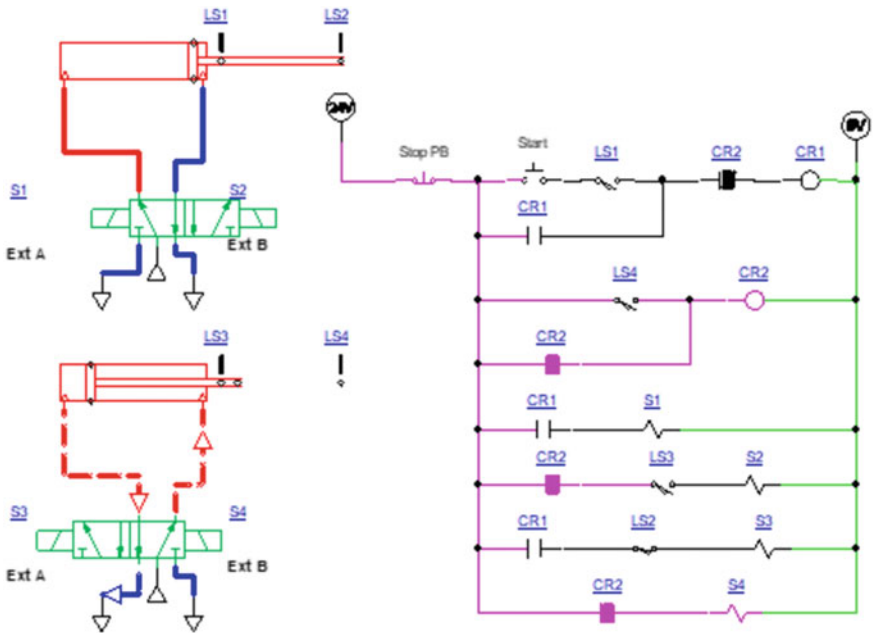 LS1 LS2
S1 S2
Ext A Ext B
LS3 LS4
S3 S4
Ext A Ext B
24V 0V
Stop PB Start LS1 CR2 CR1
CR1
LS4 CR2
CR2
CR1 S1
CR2 LS3 S2
CR1 LS2 S3
CR2 S4